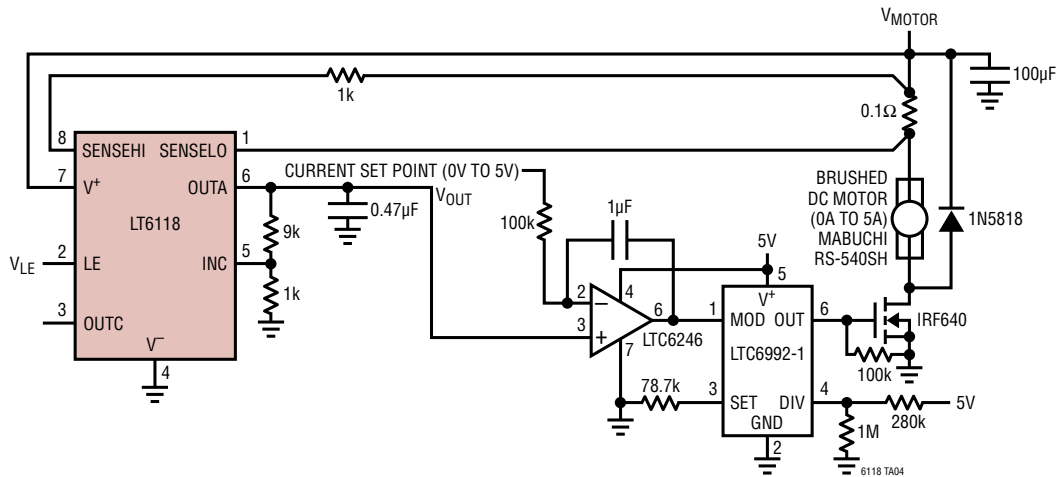 VMOTOR
100µF
1k
0.1Ω
8
SENSEHI
SENSELO
1
7
V+
OUTA
6
LT6118
CURRENT SET POINT (0V TO 5V)
VOUT
0.47µF
100k
1µF
BRUSHED
DC MOTOR
(0A TO 5A)
MABUCHI
RS-540SH
1N5818
9k
VLE
2
LE
INC
5
1k
3
OUTC
V−
4
5V
5
V+
2
−
4
6
3
+
7
LTC6246
1
MOD
OUT
6
LTC6992-1
IRF640
100k
78.7k
3
SET
DIV
4
280k
5V
GND
2
1M
6118 TA04